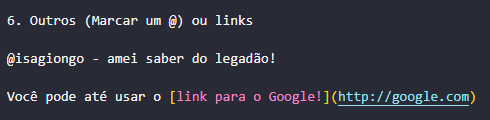 6. Outros (Marcar um @) ou links
@isagiongo - amei saber do legadão!
Você pode até usar o [link para o Google!](http://google.com)